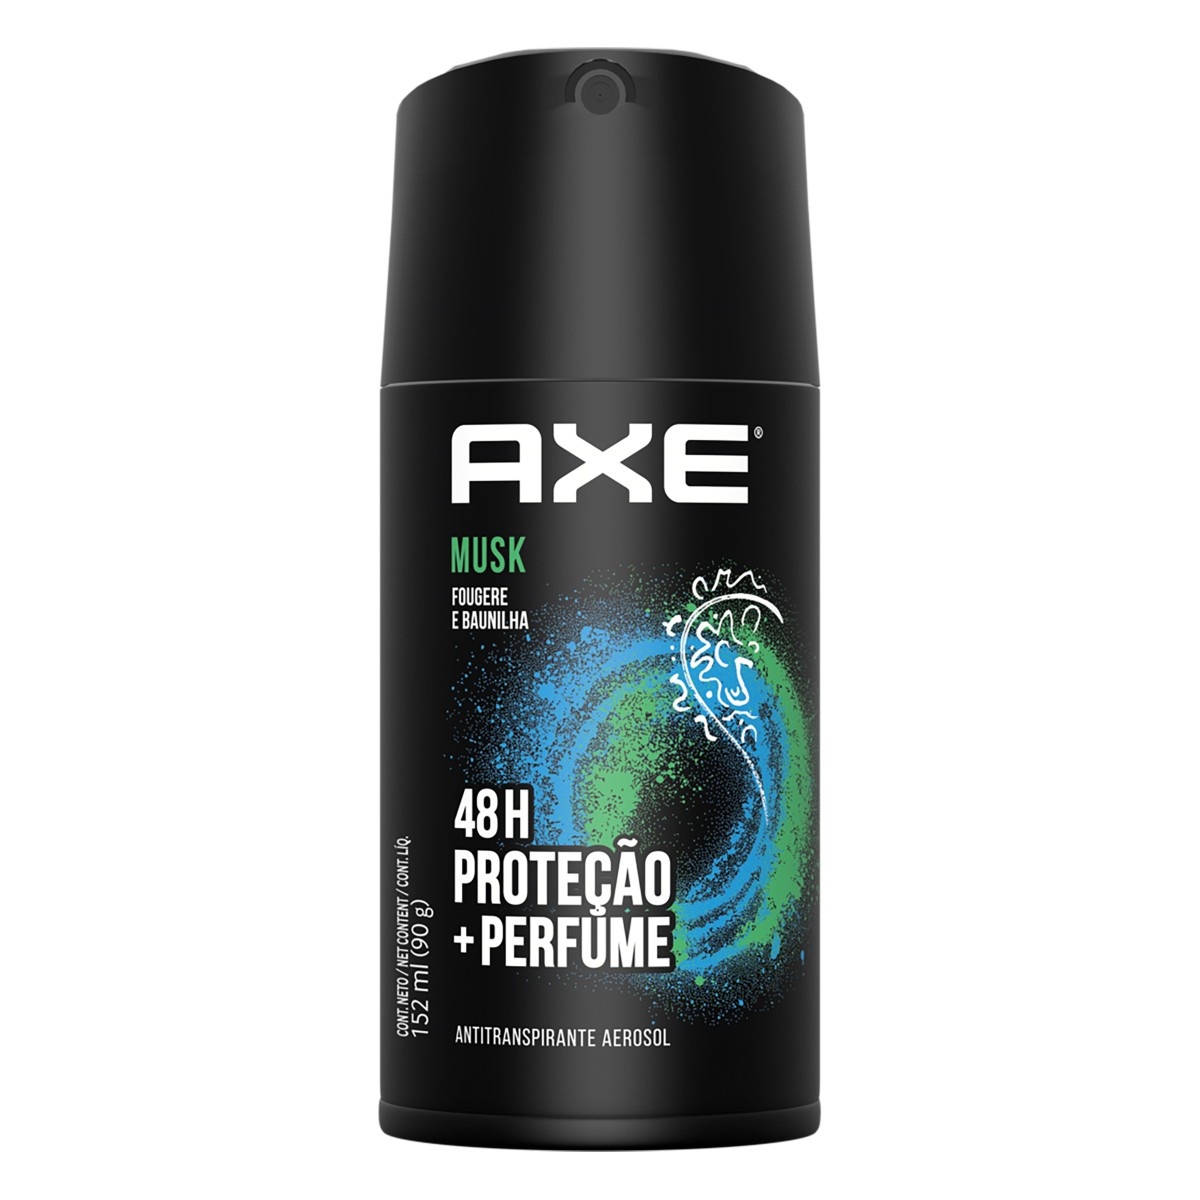 AXE®
MUSK
FOUGERE
E BAUNILHA
48 H
PROTEÇÃO
+ PERFUME
ANTITRANSPIRANTE AEROSOL
CONT. NETO / NET CONTENT / CONT. LÍQ.
152 ml (90 g)